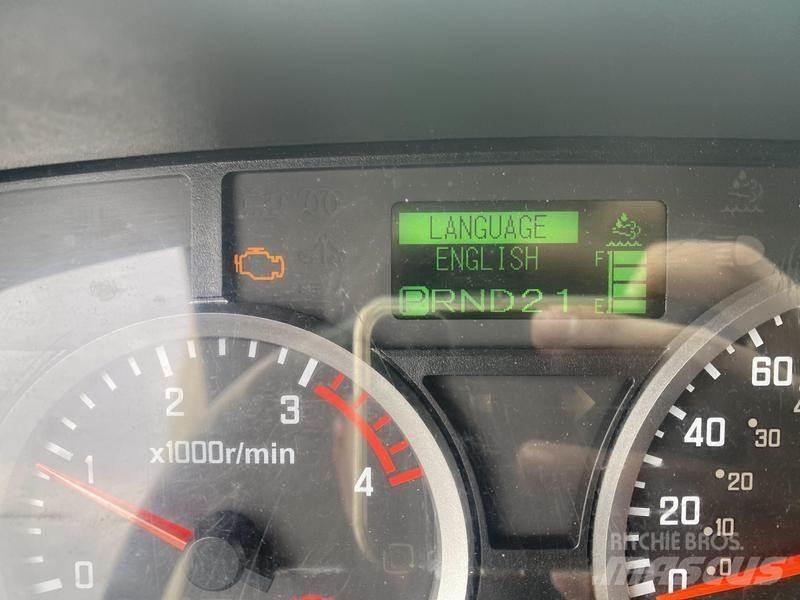 LANGUAGE
ENGLISH
F
PRND21
E
0
1
2
3
4
x1000r/min
0
20
40
60
0
10
20
30
RITCHIE BROS.
MASCUS